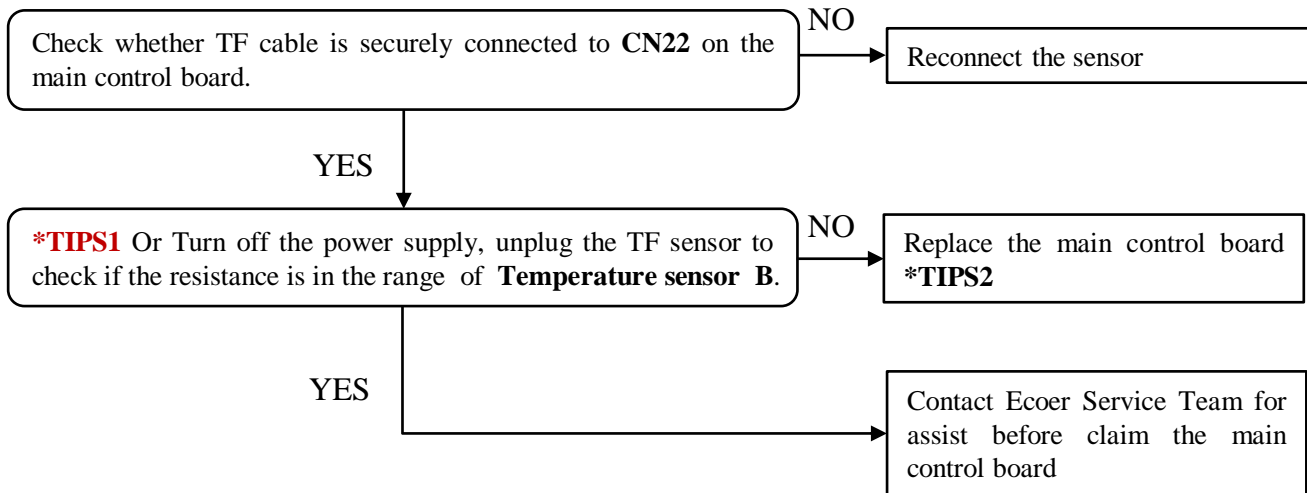 Check whether TF cable is securely connected to CN22 on the
main control board.
NO
Reconnect the sensor
YES
*TIPS1 Or Turn off the power supply, unplug the TF sensor to
check if the resistance is in the range of Temperature sensor B.
NO
Replace the main control board
*TIPS2
YES
Contact Ecoer Service Team for
assist before claim the main
control board